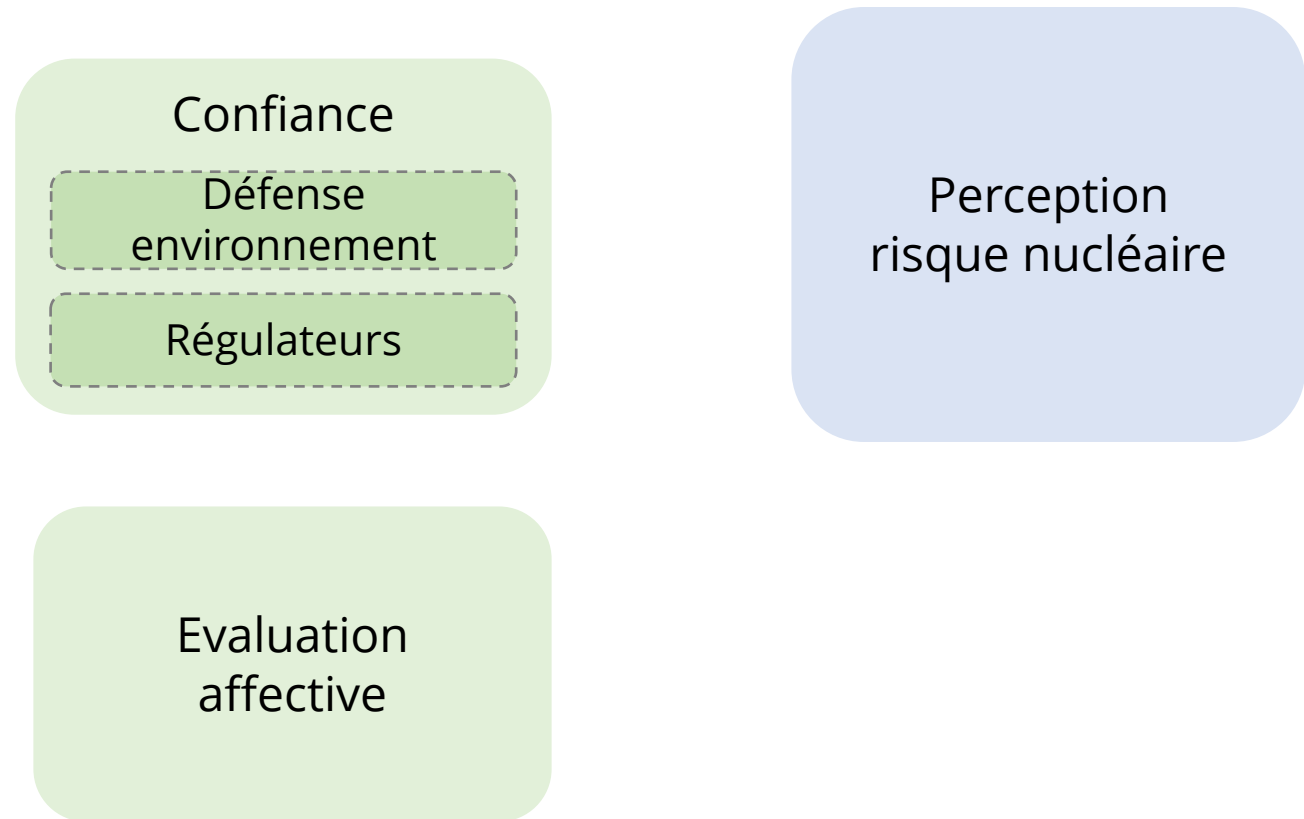 Confiance
Défense
environnement
Régulateurs
Perception
risque nucléaire
Evaluation
affective